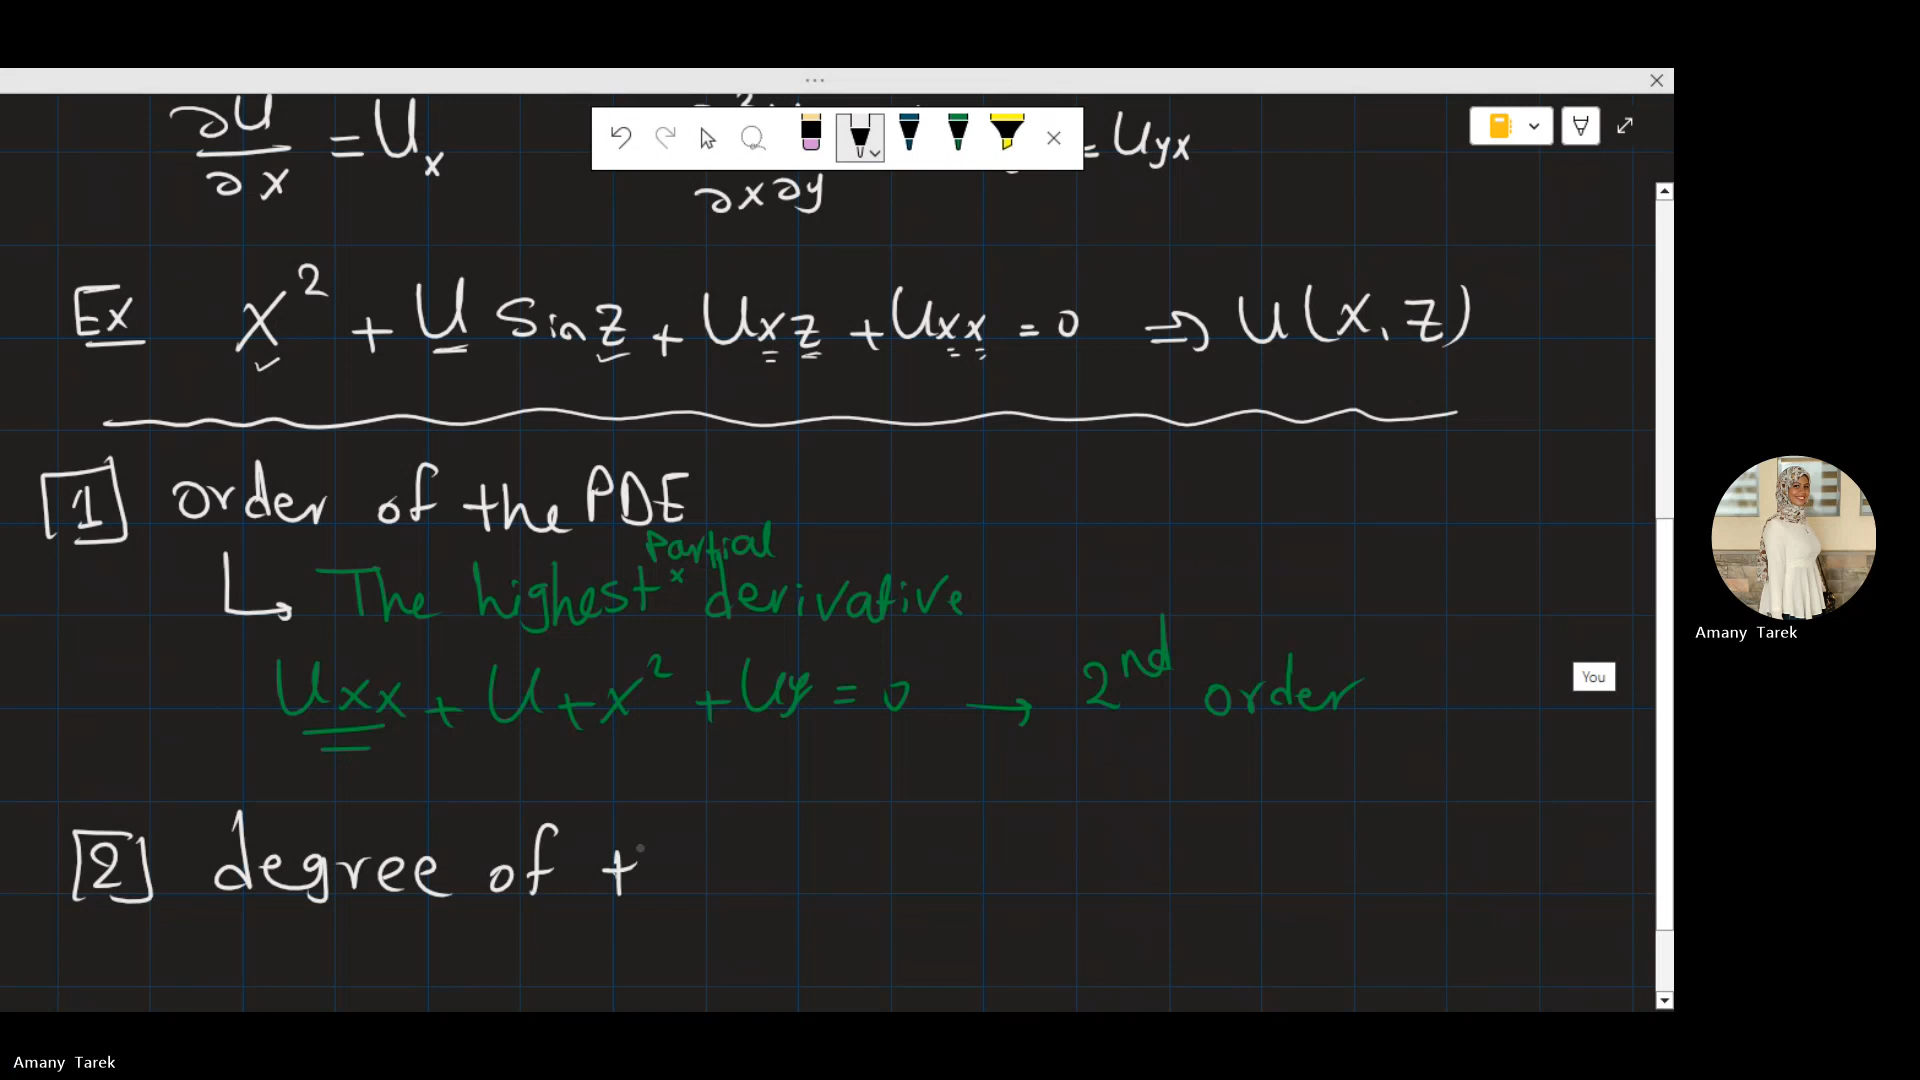 ∂U/∂x = Ux
∂x∂y = Uyx
Ex x² + U Sin z + Uxz + Uxx = 0 ⇒ U(x, z)
[1] order of the PDE
↳ The highest partial derivative
Uxx + U + x² + Uy = 0 → 2nd order
You
[2] degree of t
Amany Tarek
Amany Tarek